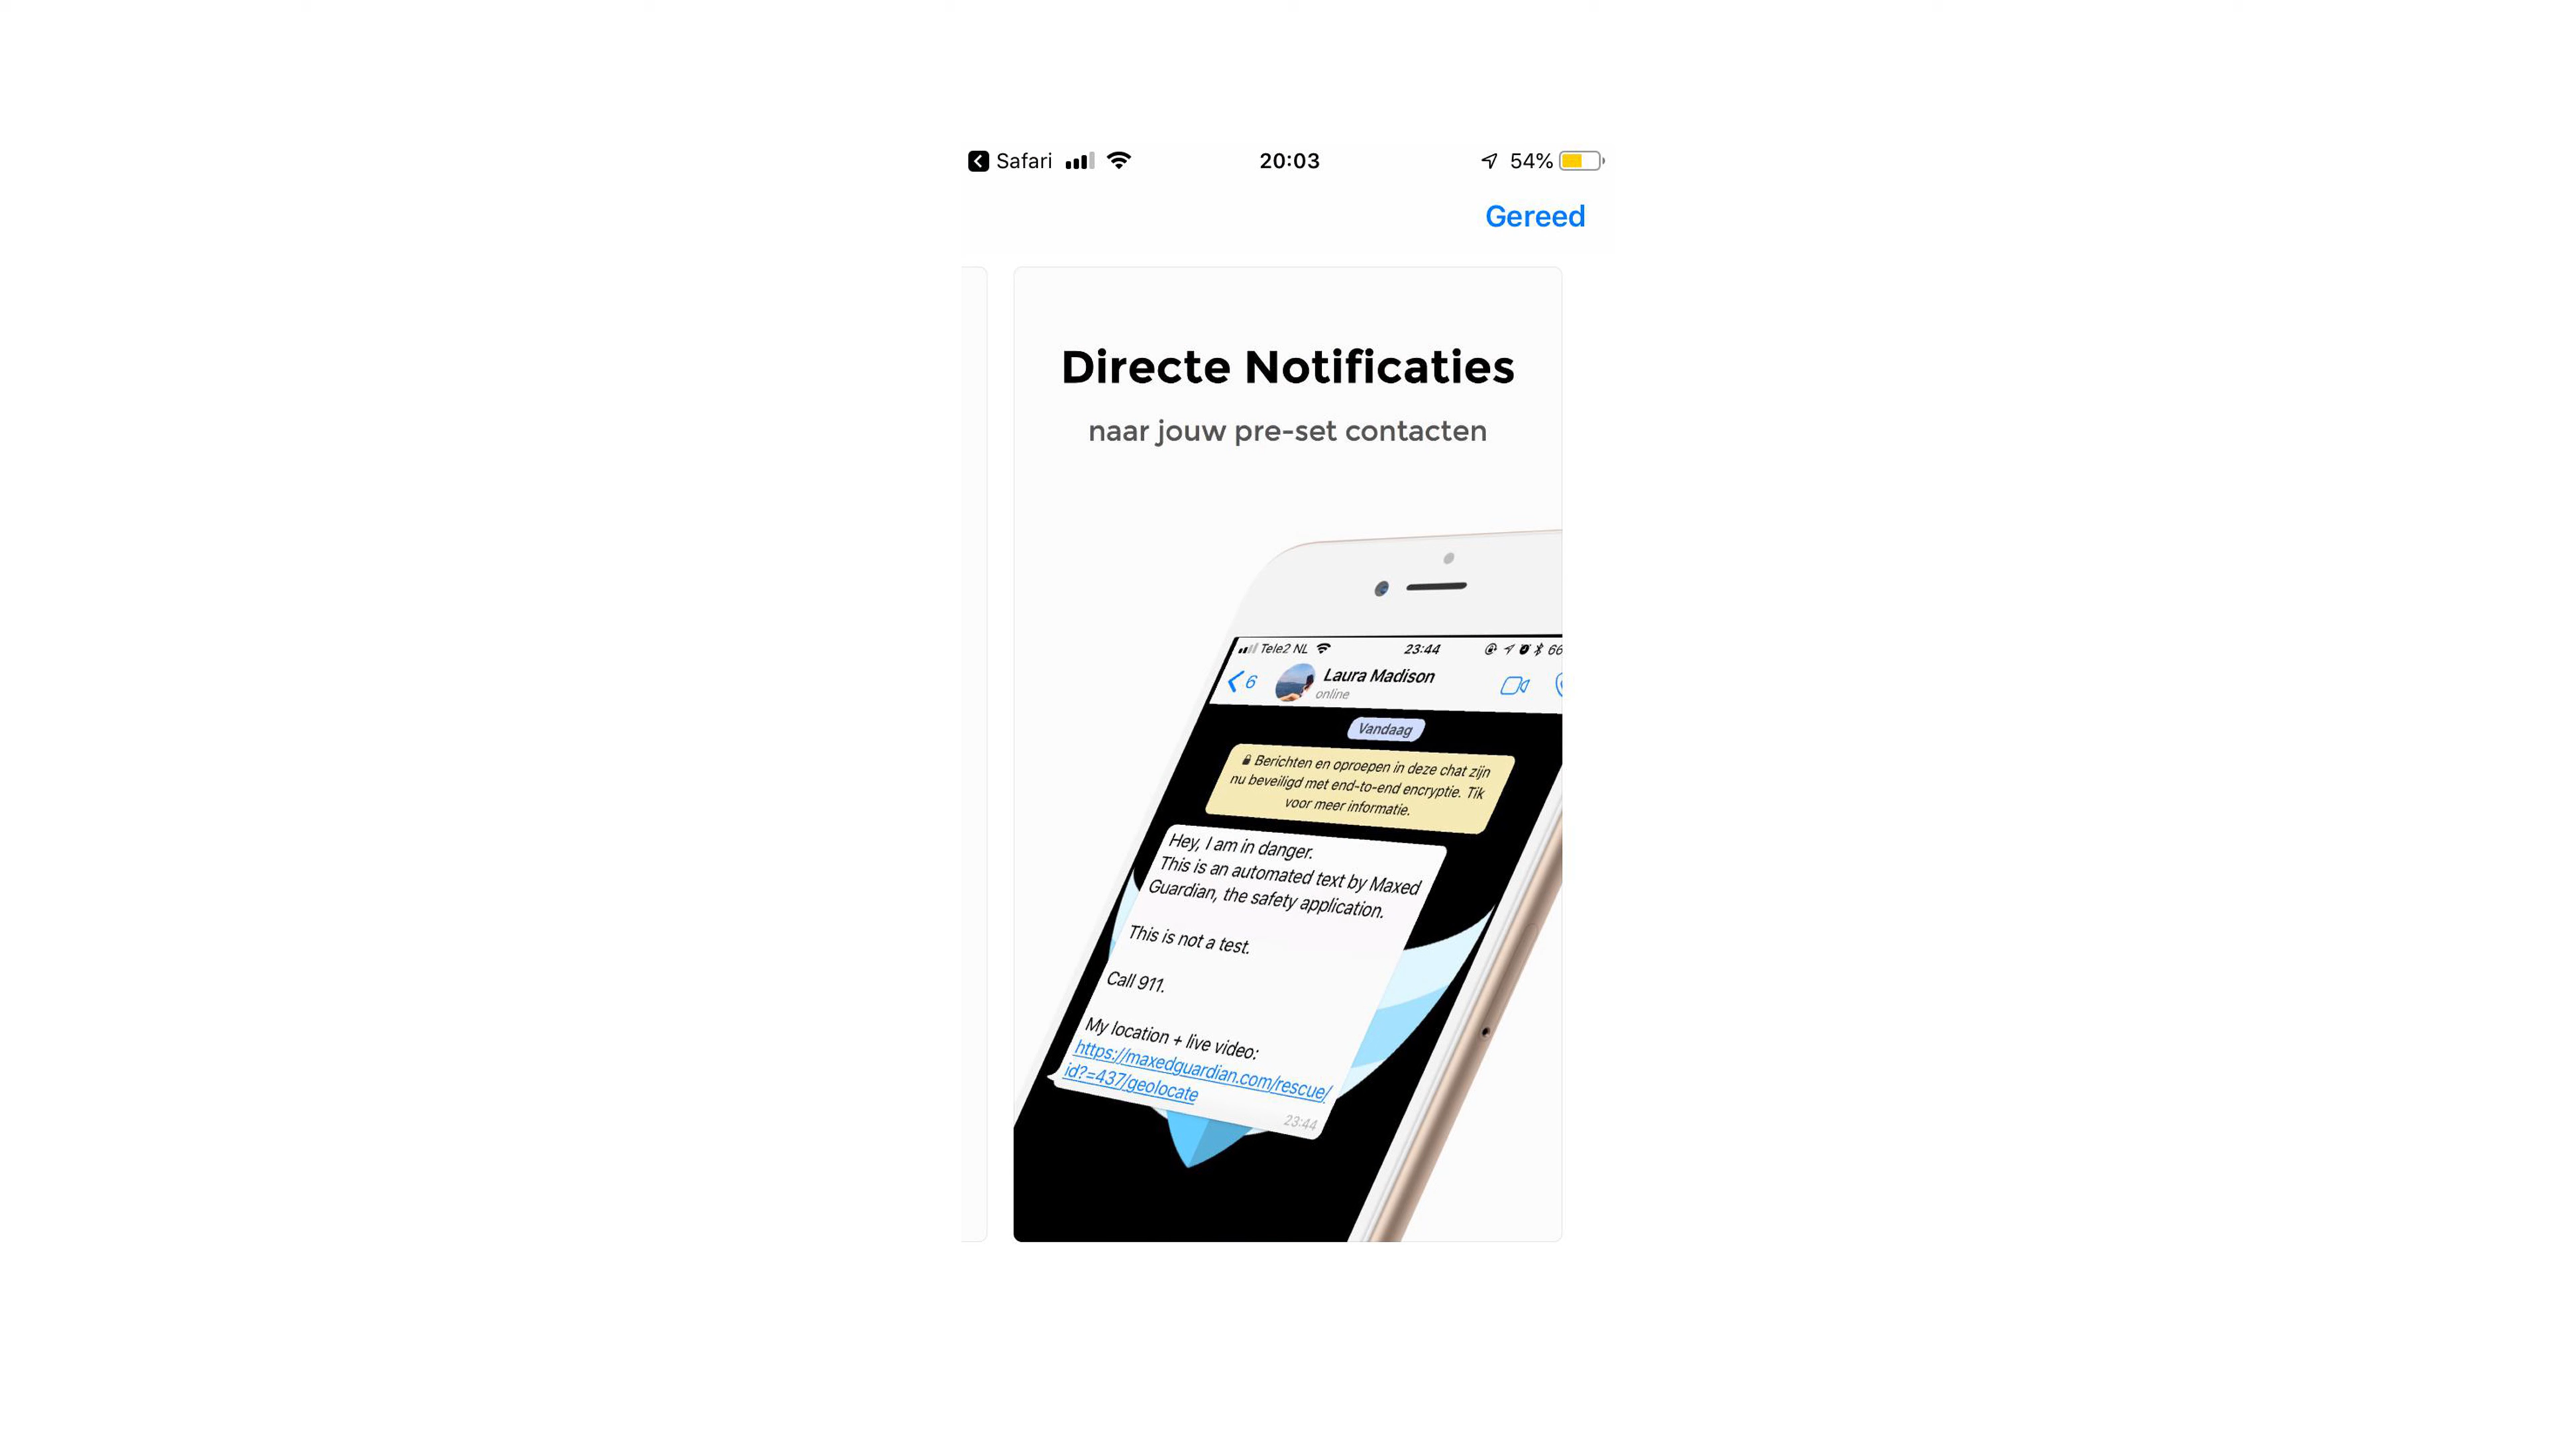 Safari 20:03 54%
Gereed
Directe Notificaties
naar jouw pre-set contacten
Tele2 NL 23:44 66
6 Laura Madison
online
Vandaag
Berichten en oproepen in deze chat zijn
nu beveiligd met end-to-end encryptie. Tik
voor meer informatie.
Hey, I am in danger.
This is an automated text by Maxed
Guardian, the safety application.
This is not a test.
Call 911.
My location + live video:
https://maxedguardian.com/rescue/
id?=437/geolocate
23:44